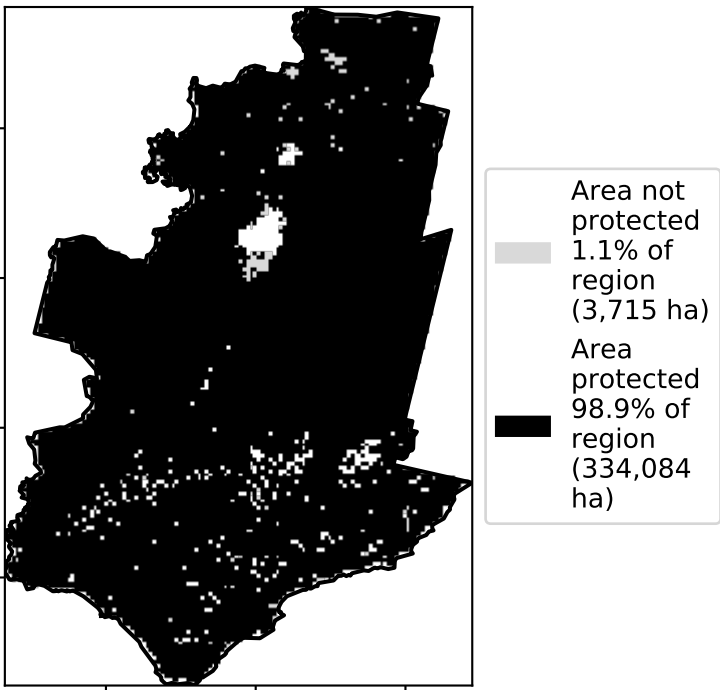 Area not
protected
1.1% of
region
(3,715 ha)
Area
protected
98.9% of
region
(334,084
ha)